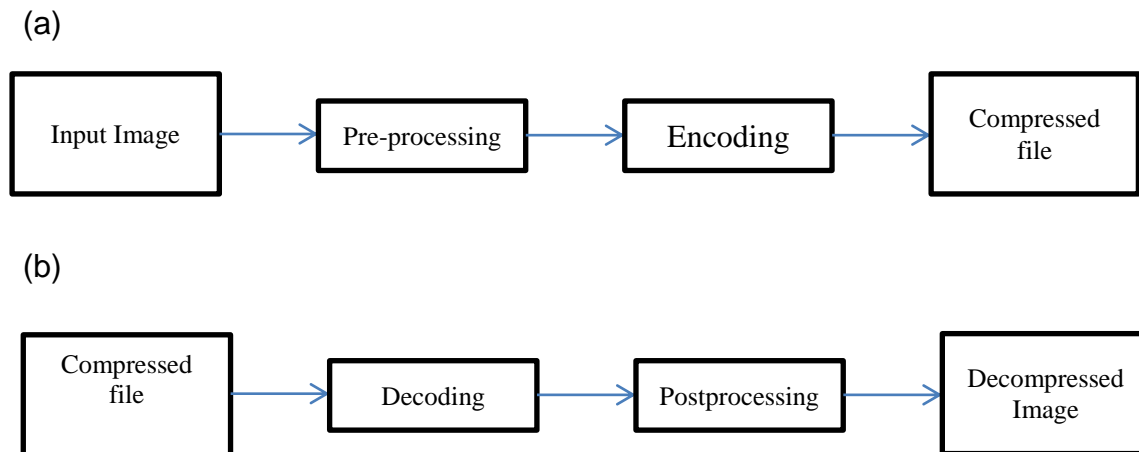 (a)
Input Image
Pre-processing
Encoding
Compressed
file
(b)
Compressed
file
Decoding
Postprocessing
Decompressed
Image